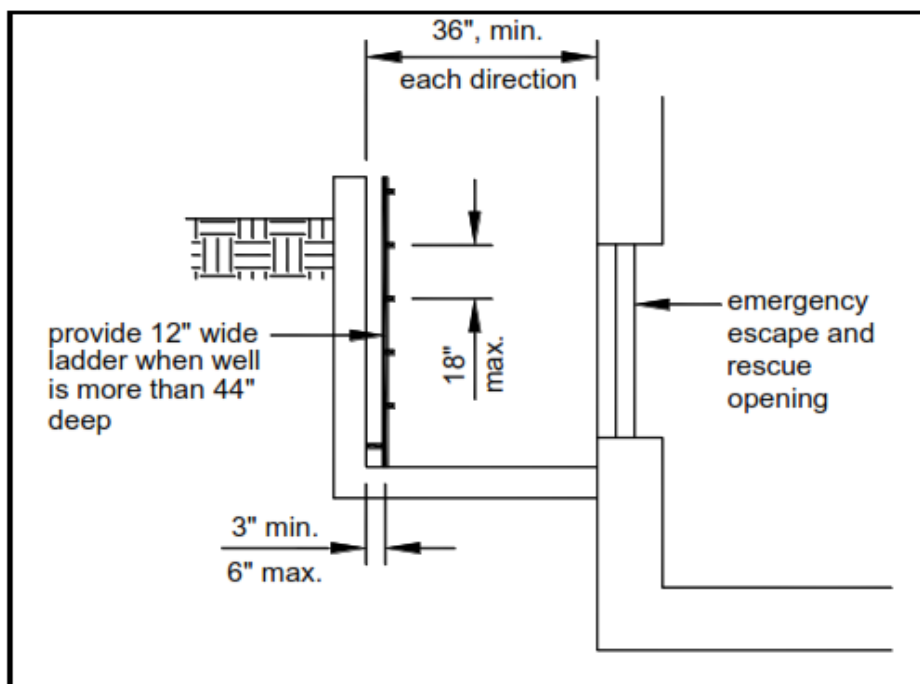 36", min.
each direction
provide 12" wide
ladder when well
is more than 44"
deep
18"
max.
emergency
escape and
rescue
opening
3" min.
6" max.